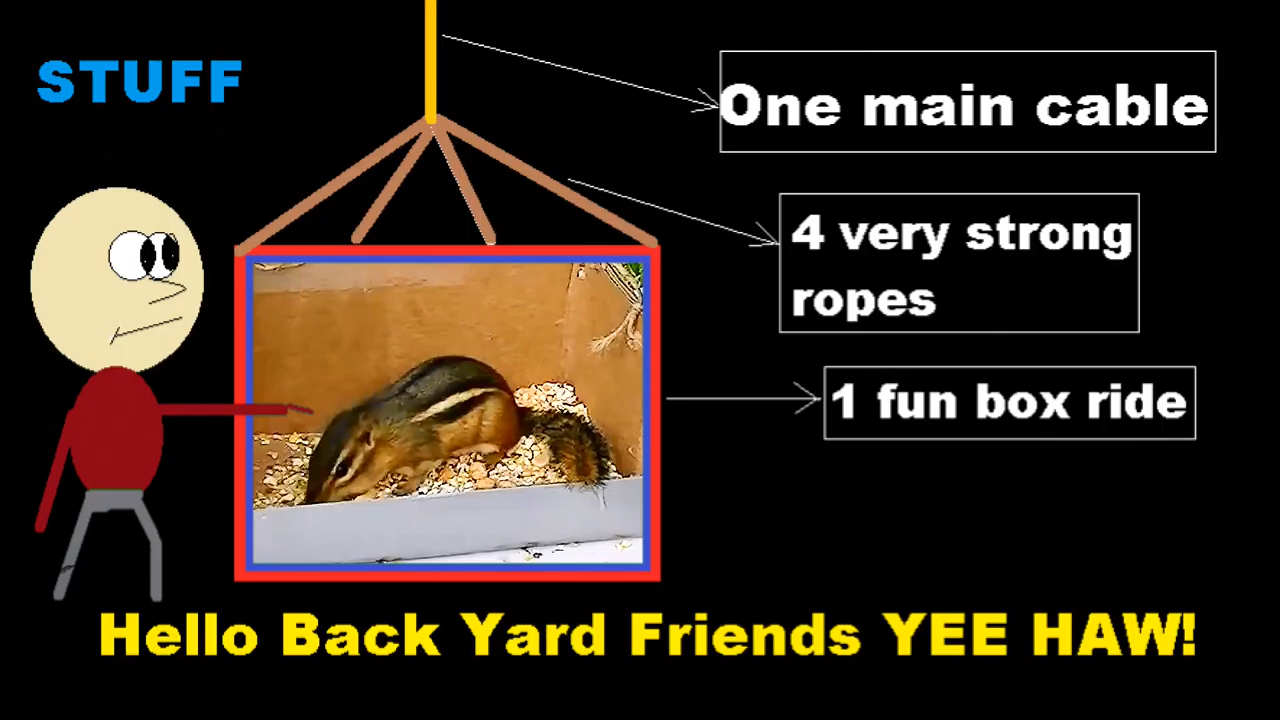 STUFF
One main cable
4 very strong
ropes
1 fun box ride
Hello Back Yard Friends YEE HAW!